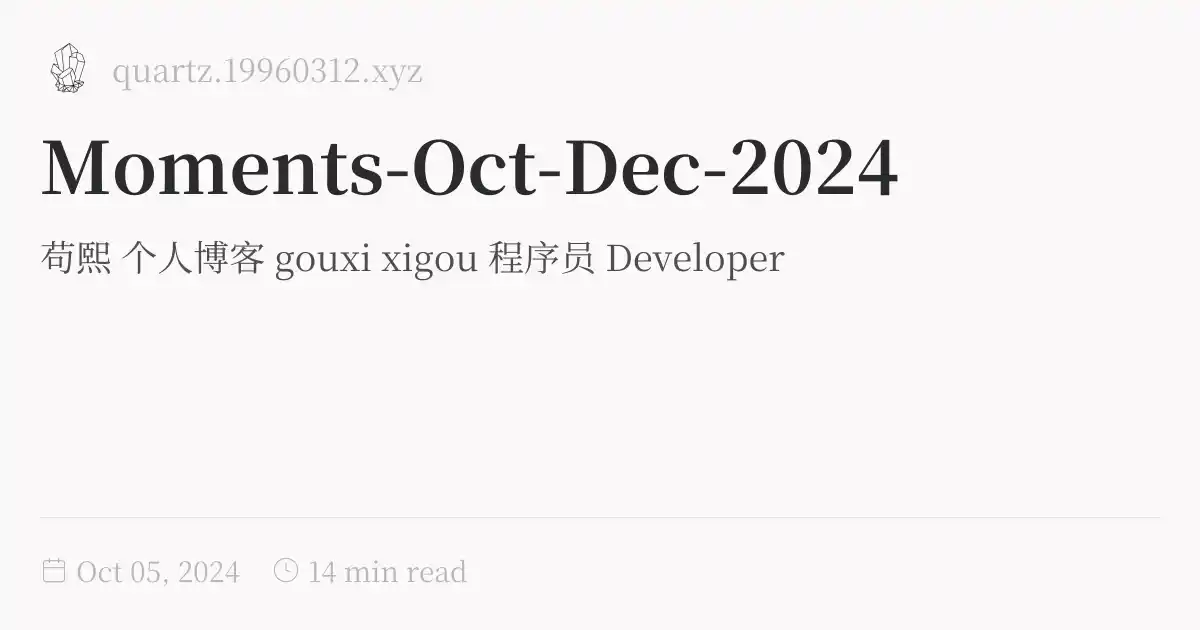 quartz.19960312.xyz
Moments-Oct-Dec-2024
苟熙 个人博客 gouxi xigou 程序员 Developer
Oct 05, 2024 14 min read